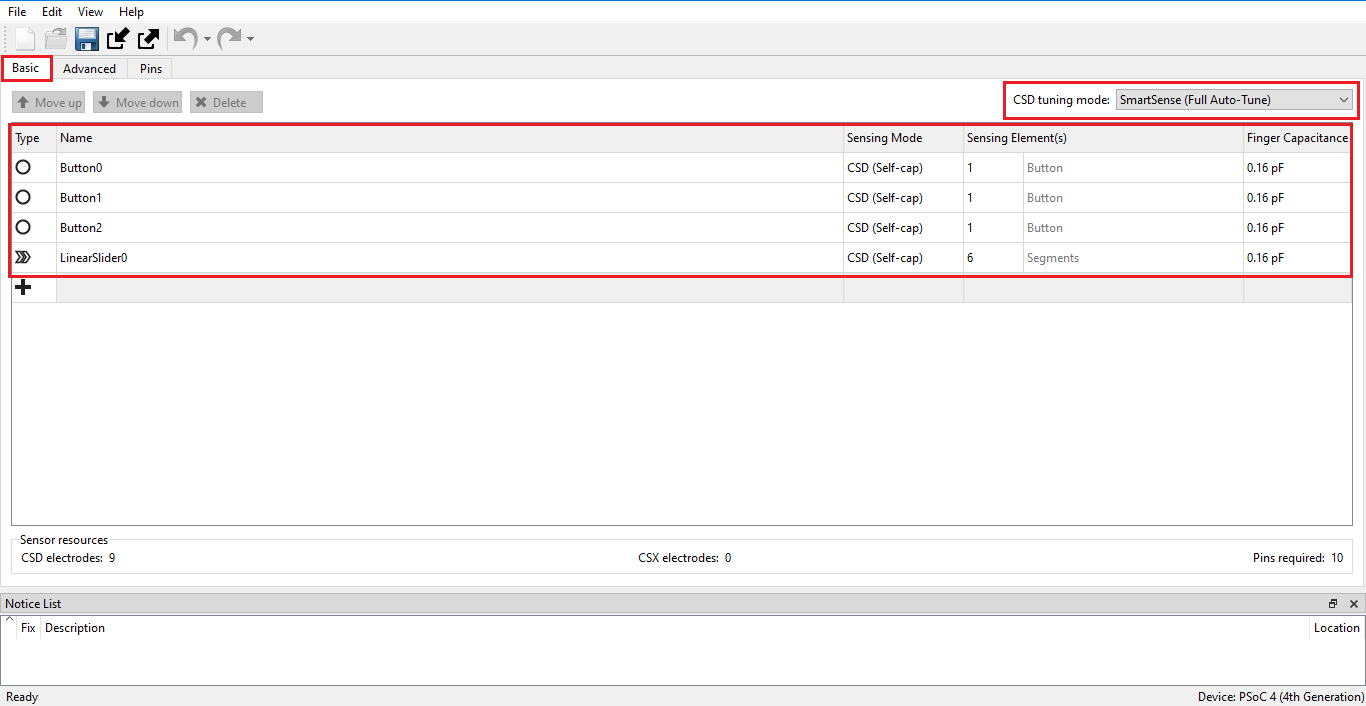 File Edit View Help
Basic Advanced Pins
Move up Move down Delete CSD tuning mode: SmartSense (Full Auto-Tune)
Type Name Sensing Mode Sensing Element(s) Finger Capacitance
Button0 CSD (Self-cap) 1 Button 0.16 pF
Button1 CSD (Self-cap) 1 Button 0.16 pF
Button2 CSD (Self-cap) 1 Button 0.16 pF
LinearSlider0 CSD (Self-cap) 6 Segments 0.16 pF
Sensor resources
CSD electrodes: 9 CSX electrodes: 0 Pins required: 10
Notice List
Fix Description Location
Ready Device: PSoC 4 (4th Generation)